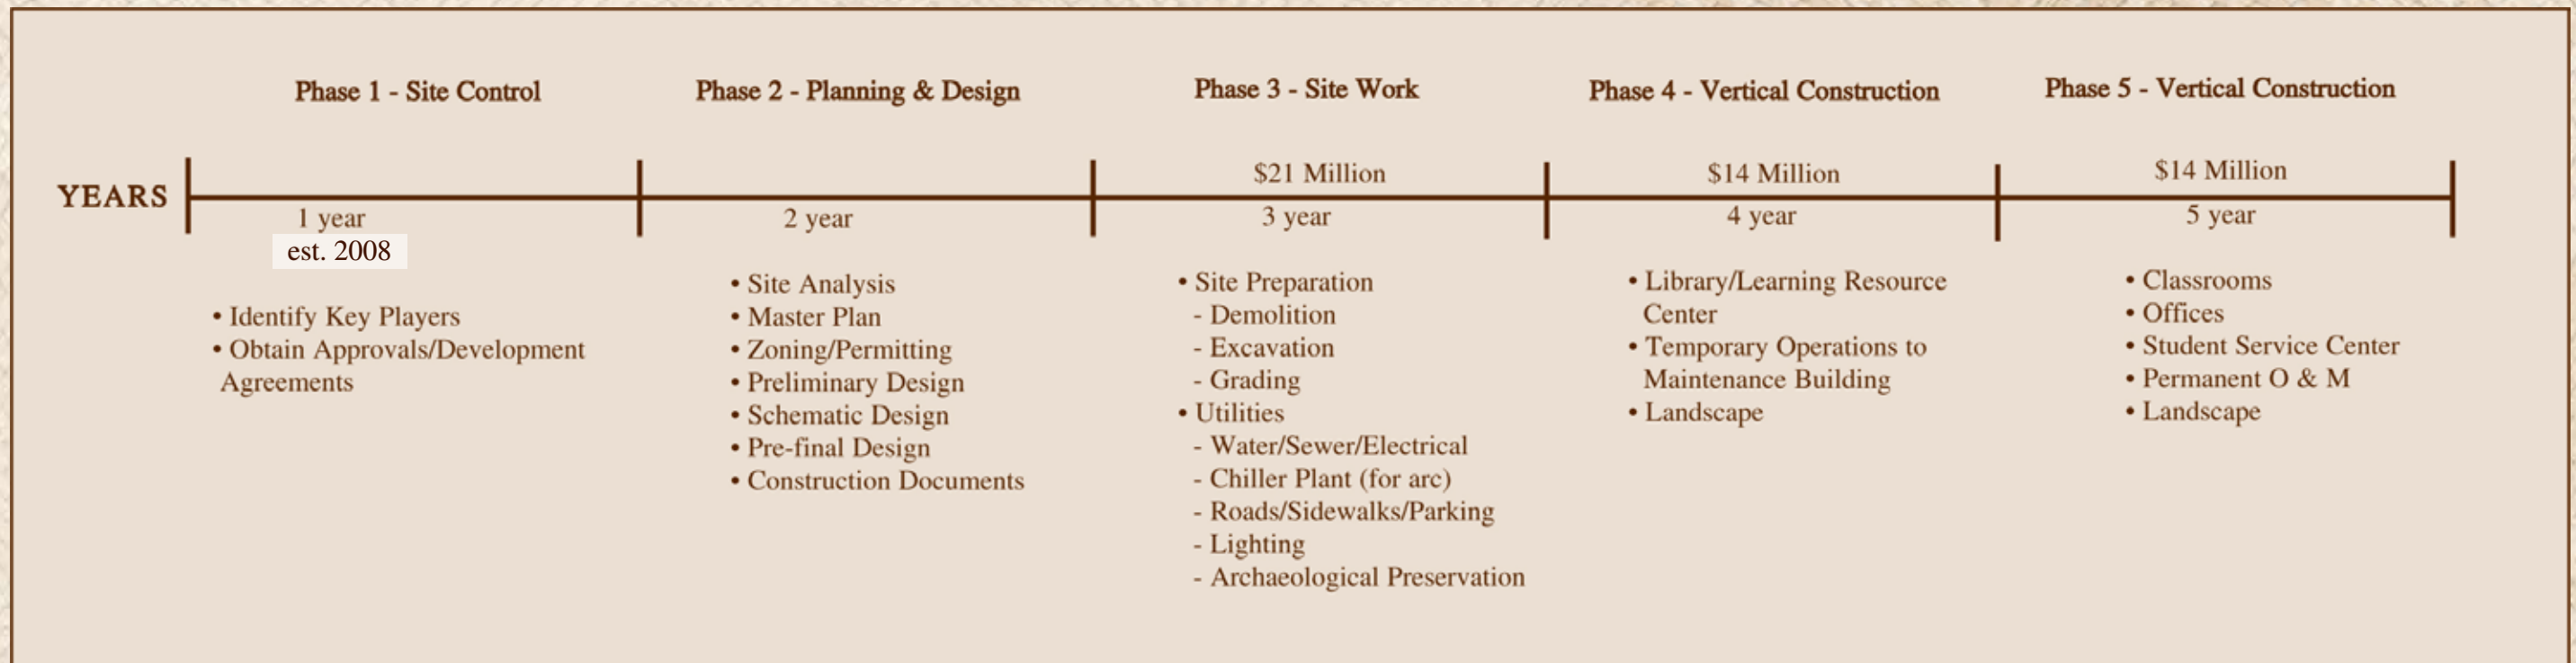 Phase 1 - Site Control
Phase 2 - Planning & Design
Phase 3 - Site Work
Phase 4 - Vertical Construction
Phase 5 - Vertical Construction
$21 Million
$14 Million
$14 Million
YEARS
1 year
2 year
3 year
4 year
5 year
est. 2008
• Identify Key Players
• Obtain Approvals/Development
Agreements
• Site Analysis
• Master Plan
• Zoning/Permitting
• Preliminary Design
• Schematic Design
• Pre-final Design
• Construction Documents
• Site Preparation
- Demolition
- Excavation
- Grading
• Utilities
- Water/Sewer/Electrical
- Chiller Plant (for arc)
- Roads/Sidewalks/Parking
- Lighting
- Archaeological Preservation
• Library/Learning Resource
Center
• Temporary Operations to
Maintenance Building
• Landscape
• Classrooms
• Offices
• Student Service Center
• Permanent O & M
• Landscape